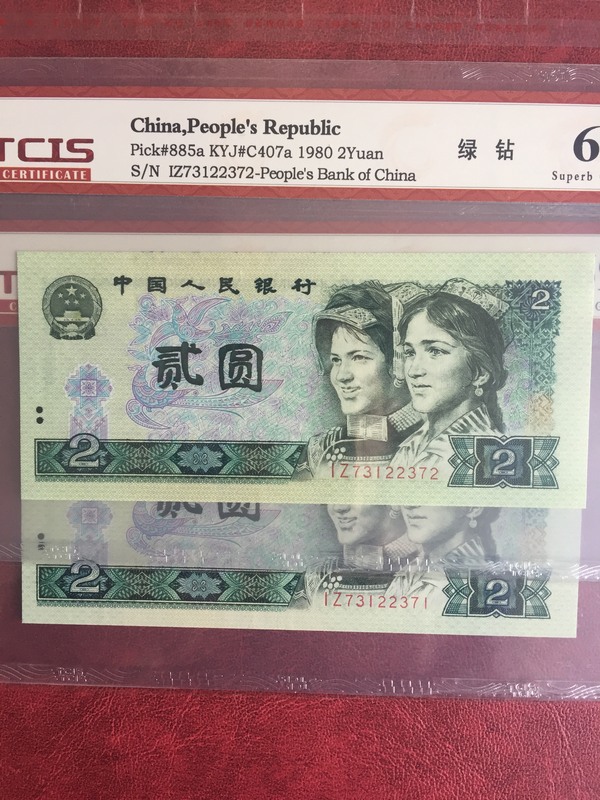 TCIS
CERTIFICATE
China,People's Republic
Pick#885a KYJ#C407a 1980 2Yuan
S/N IZ73122372-People's Bank of China
绿 钻
6
Superb
中国人民银行
2
贰圆
2
IZ73122372
2
贰圆
2
IZ73122371
2